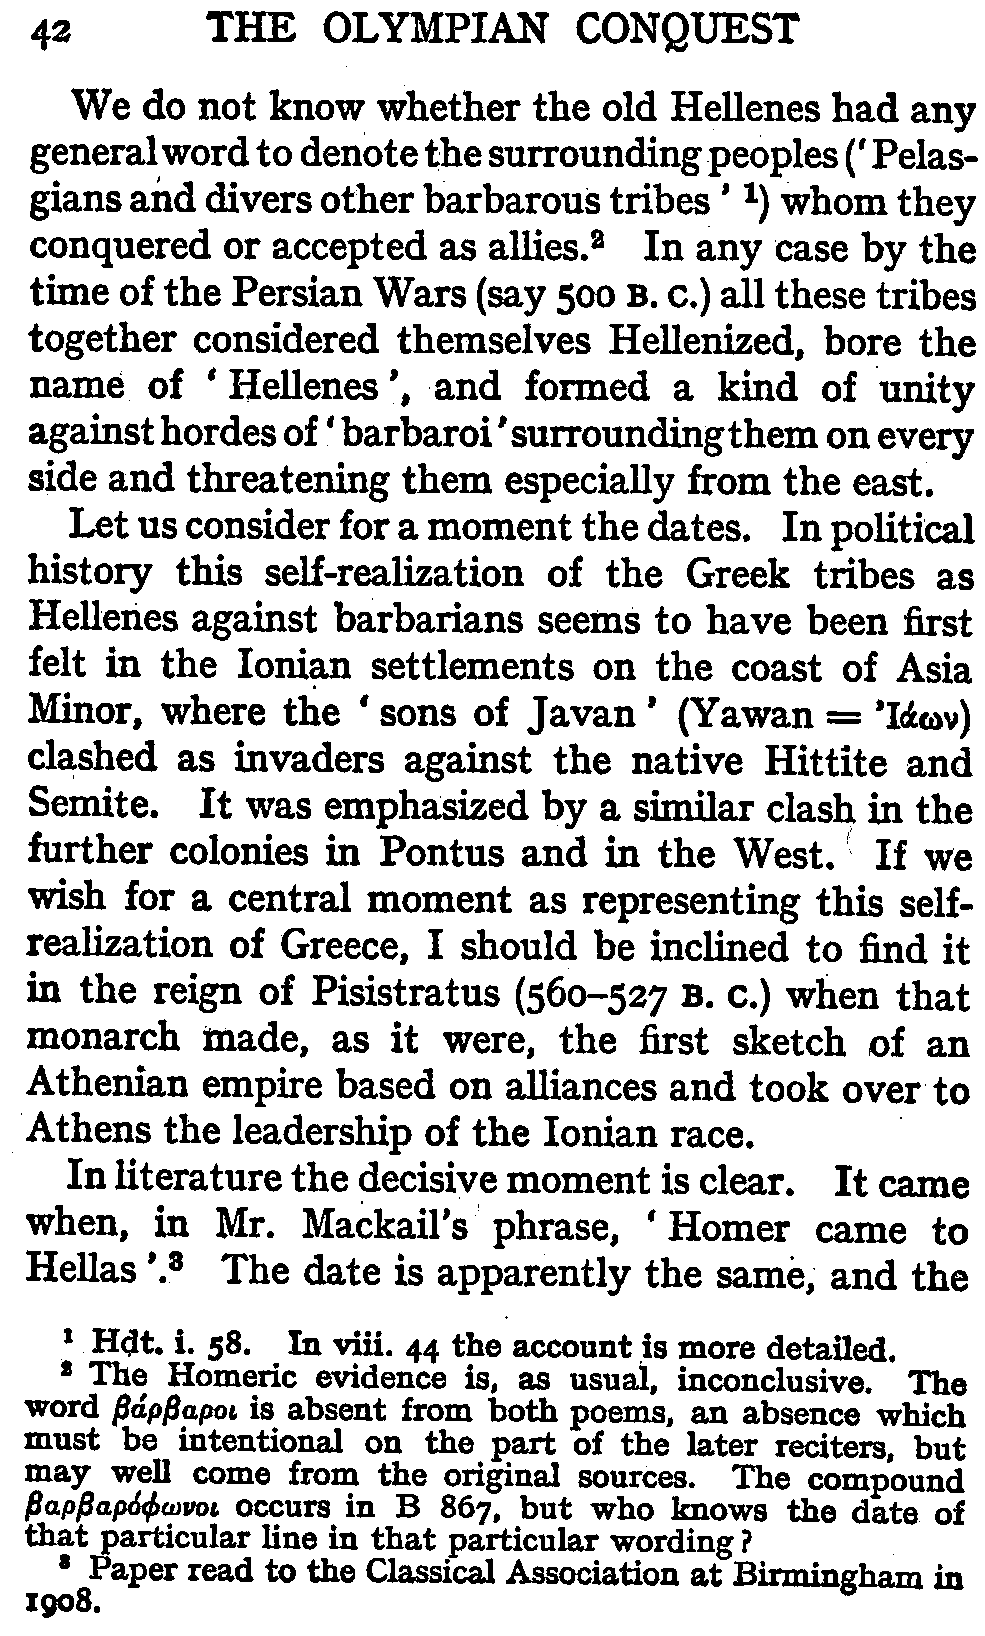 42 THE OLYMPIAN CONQUEST
We do not know whether the old Hellenes had any
general word to denote the surrounding peoples (‘ Pelas-
gians and divers other barbarous tribes ’ ¹) whom they
conquered or accepted as allies.² In any case by the
time of the Persian Wars (say 500 B. C.) all these tribes
together considered themselves Hellenized, bore the
name of ‘ Hellenes ’, and formed a kind of unity
against hordes of ‘ barbaroi ’ surrounding them on every
side and threatening them especially from the east.
Let us consider for a moment the dates. In political
history this self-realization of the Greek tribes as
Hellenes against barbarians seems to have been first
felt in the Ionian settlements on the coast of Asia
Minor, where the ‘ sons of Javan ’ (Yawan = ’Ιάων)
clashed as invaders against the native Hittite and
Semite. It was emphasized by a similar clash in the
further colonies in Pontus and in the West. If we
wish for a central moment as representing this self-
realization of Greece, I should be inclined to find it
in the reign of Pisistratus (560–527 B. C.) when that
monarch made, as it were, the first sketch of an
Athenian empire based on alliances and took over to
Athens the leadership of the Ionian race.
In literature the decisive moment is clear. It came
when, in Mr. Mackail's phrase, ‘ Homer came to
Hellas ’.³ The date is apparently the same, and the
¹ Hdt. i. 58. In viii. 44 the account is more detailed.
² The Homeric evidence is, as usual, inconclusive. The
word βάρβαροι is absent from both poems, an absence which
must be intentional on the part of the later reciters, but
may well come from the original sources. The compound
βαρβαρόφωνοι occurs in B 867, but who knows the date of
that particular line in that particular wording ?
³ Paper read to the Classical Association at Birmingham in
1908.